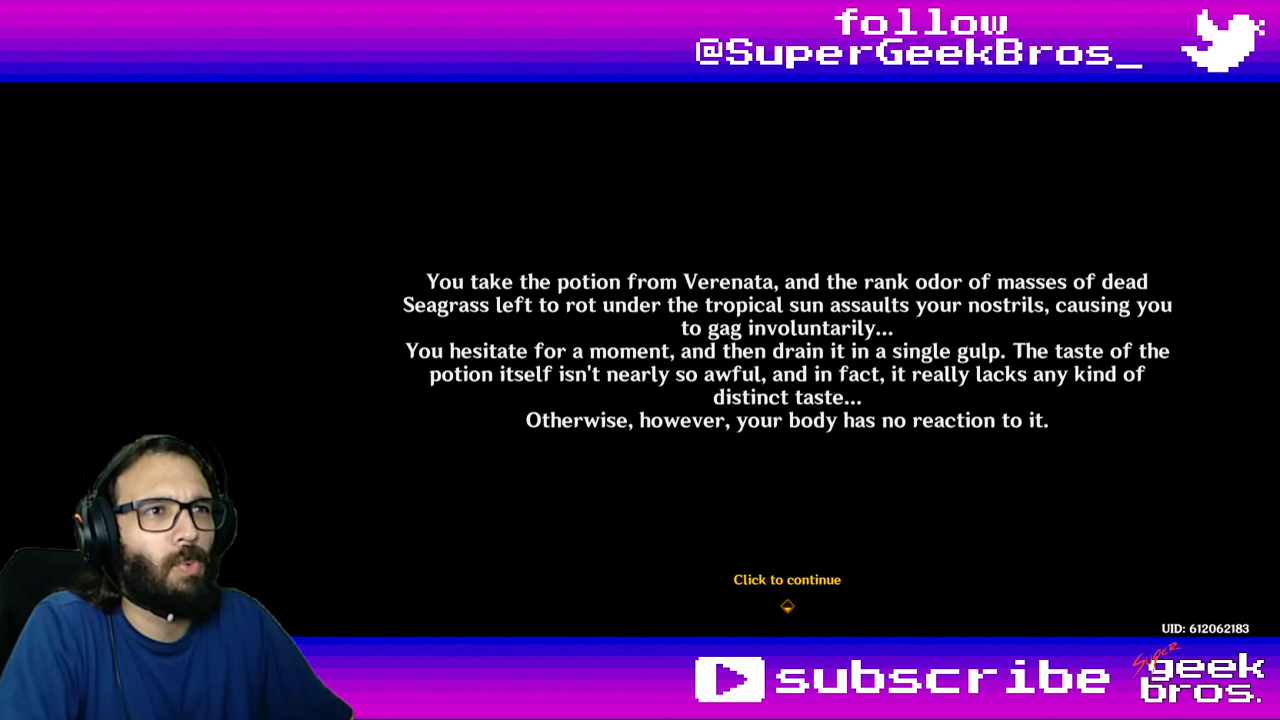 follow
@SuperGeekBros_
You take the potion from Verenata, and the rank odor of masses of dead
Seagrass left to rot under the tropical sun assaults your nostrils, causing you
to gag involuntarily...
You hesitate for a moment, and then drain it in a single gulp. The taste of the
potion itself isn't nearly so awful, and in fact, it really lacks any kind of
distinct taste...
Otherwise, however, your body has no reaction to it.
Click to continue
UID: 612062183
subscribe
SUPER
geek
bros.